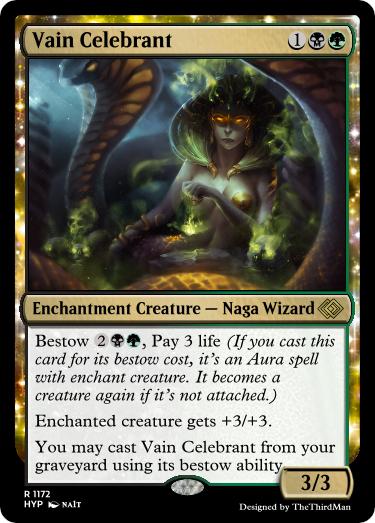 Vain Celebrant 1
Enchantment Creature — Naga Wizard
Bestow 2, Pay 3 life (If you cast this
card for its bestow cost, it's an Aura spell
with enchant creature. It becomes a
creature again if it's not attached.)
Enchanted creature gets +3/+3.
You may cast Vain Celebrant from your
graveyard using its bestow ability.
3/3
R 1172
HYP NAÏT
Designed by TheThirdMan